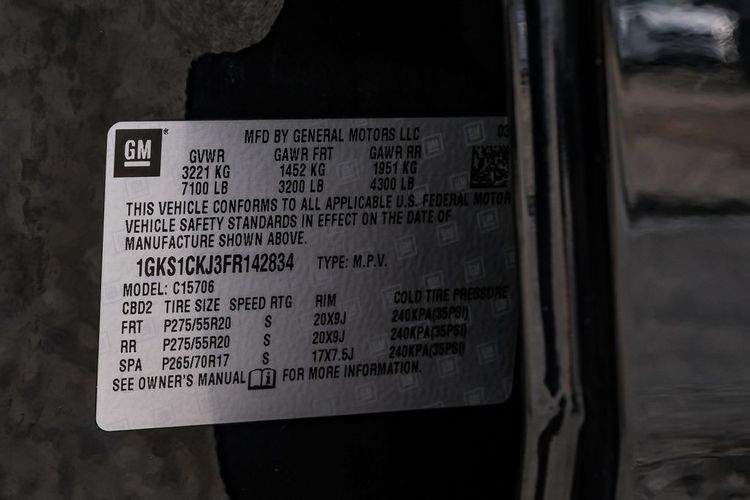 GM
®
MFD BY GENERAL MOTORS LLC 03
GVWR GAWR FRT GAWR RR
3221 KG 1452 KG 1951 KG
7100 LB 3200 LB 4300 LB
THIS VEHICLE CONFORMS TO ALL APPLICABLE U.S. FEDERAL MOTOR
VEHICLE SAFETY STANDARDS IN EFFECT ON THE DATE OF
MANUFACTURE SHOWN ABOVE.
1GKS1CKJ3FR142834 TYPE: M.P.V.
MODEL: C15706
CBD2 TIRE SIZE SPEED RTG RIM COLD TIRE PRESSURE
FRT P275/55R20 S 20X9J 240KPA(35PSI)
RR P275/55R20 S 20X9J 240KPA(35PSI)
SPA P265/70R17 S 17X7.5J 240KPA(35PSI)
SEE OWNER'S MANUAL i FOR MORE INFORMATION.